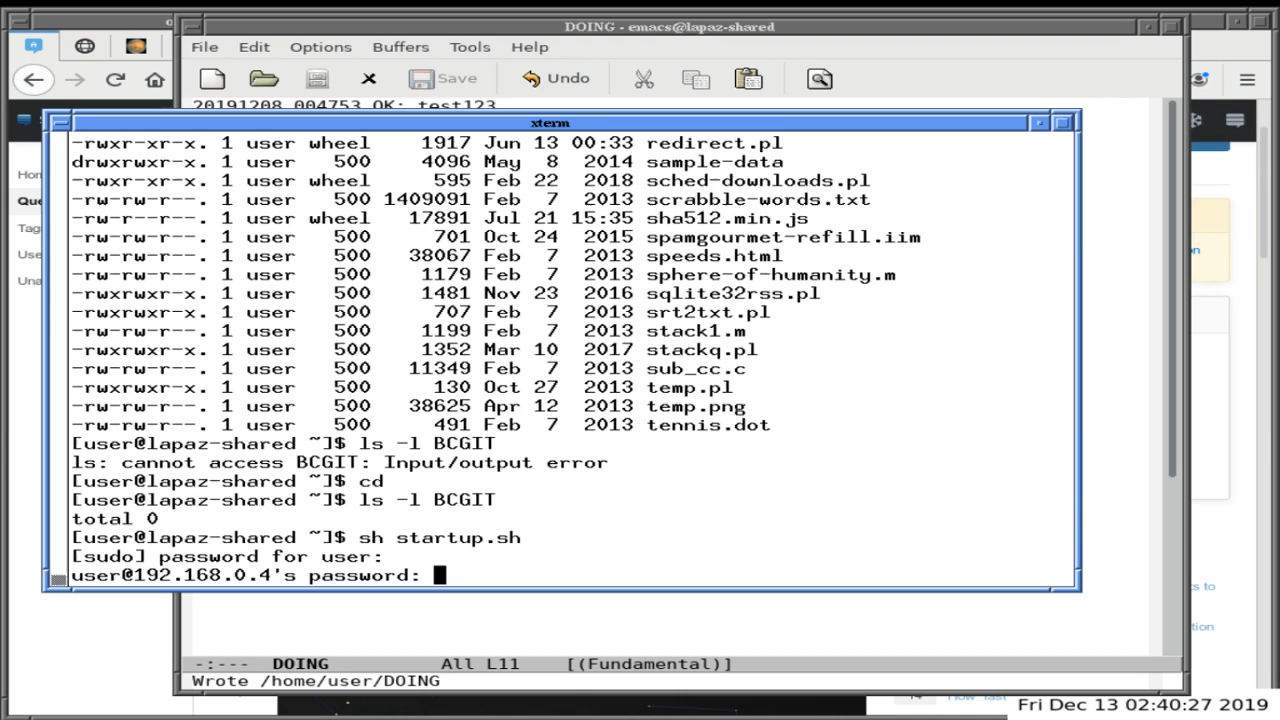 DOING - emacs@lapaz-shared
File Edit Options Buffers Tools Help
Save Undo
20191208 004753 OK: test123
xterm
-rwxr-xr-x. 1 user wheel 1917 Jun 13 00:33 redirect.pl
drwxrwxr-x. 1 user 500 4096 May 8 2014 sample-data
-rwxr-xr-x. 1 user wheel 595 Feb 22 2018 sched-downloads.pl
-rwxrwxr-x. 1 user 500 1409091 Feb 7 2013 scrabble-words.txt
-rw-r--r--. 1 user wheel 17891 Jul 21 15:35 sha512.min.js
-rw-rw-r--. 1 user 500 701 Oct 24 2015 spamgourmet-refill.iim
-rw-rw-r--. 1 user 500 38067 Feb 7 2013 speeds.html
-rw-rw-r--. 1 user 500 1179 Feb 7 2013 sphere-of-humanity.m
-rwxrwxr-x. 1 user 500 1481 Nov 23 2016 sqlite32rss.pl
-rwxrwxr-x. 1 user 500 707 Feb 7 2013 srt2txt.pl
-rw-rw-r--. 1 user 500 1199 Feb 7 2013 stack1.m
-rwxrwxr-x. 1 user 500 1352 Mar 10 2017 stackq.pl
-rw-rw-r--. 1 user 500 11349 Feb 7 2013 sub_cc.c
-rwxrwxr-x. 1 user 500 130 Oct 27 2013 temp.pl
-rw-rw-r--. 1 user 500 38625 Apr 12 2013 temp.png
-rw-rw-r--. 1 user 500 491 Feb 7 2013 tennis.dot
[user@lapaz-shared ~]$ ls -l BCGIT
ls: cannot access BCGIT: Input/output error
[user@lapaz-shared ~]$ cd
[user@lapaz-shared ~]$ ls -l BCGIT
total 0
[user@lapaz-shared ~]$ sh startup.sh
[sudo] password for user:
user@192.168.0.4's password:
-:--- DOING All L11 [(Fundamental)]
Wrote /home/user/DOING
Fri Dec 13 02:40:27 2019